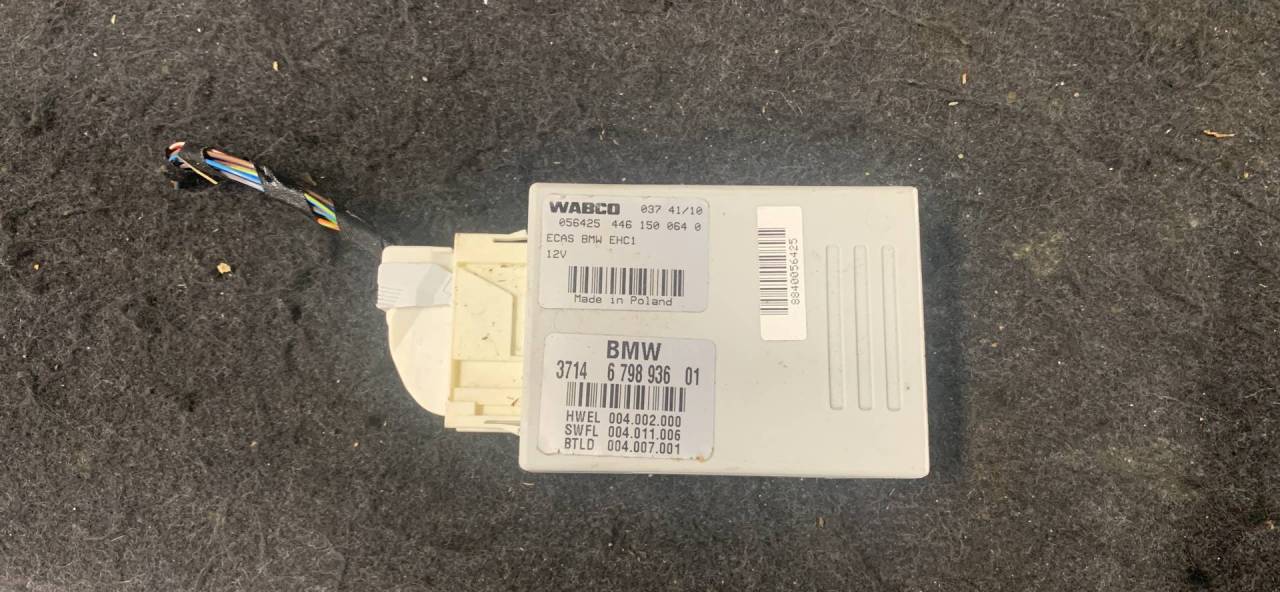 WABCO 037 41/10
056425 446 150 064 0
ECAS BMW EHC1
12V
Made in Poland
8840056425
BMW
3714 6 798 936 01
HWEL 004.002.000
SWFL 004.011.006
BTLD 004.007.001